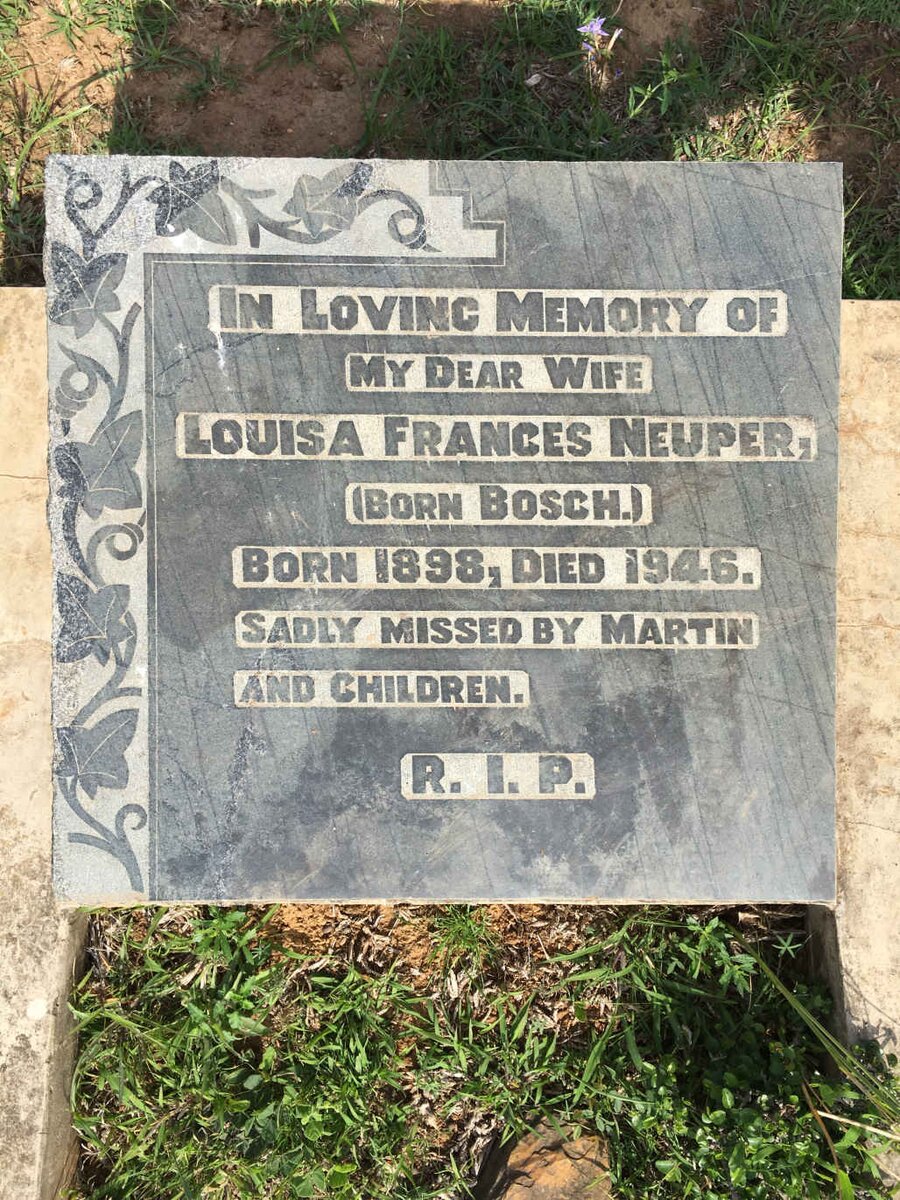 IN LOVING MEMORY OF
MY DEAR WIFE
LOUISA FRANCES NEUPER,
(BORN BOSCH.)
BORN 1898, DIED 1946.
SADLY MISSED BY MARTIN
AND CHILDREN.
R. I. P.